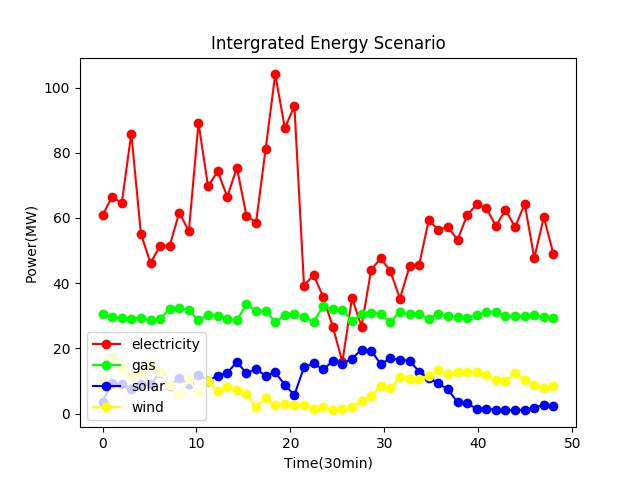 Intergrated Energy Scenario
Power(MW)
100
80
60
40
20
0
electricity
gas
solar
wind
0 10 20 30 40 50
Time(30min)